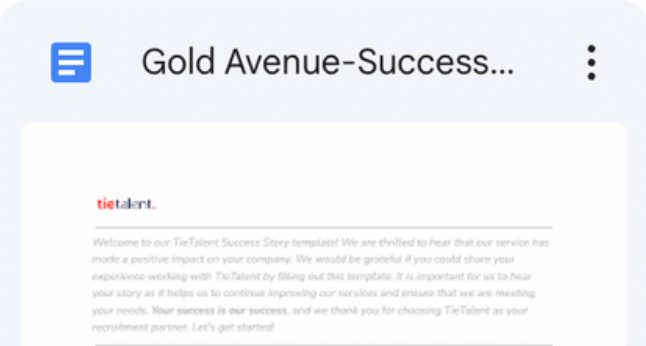 Gold Avenue-Success...
tietalent.
Welcome to our TieTalent Success Story template! We are thrilled to hear that our service has
made a positive impact on your company. We would be grateful if you could share your
experience working with TieTalent by filling out this template. It is important for us to hear
your story as it helps us to continue improving our services and ensure that we are meeting
your needs. Your success is our success, and we thank you for choosing TieTalent as your
recruitment partner. Let's get started!